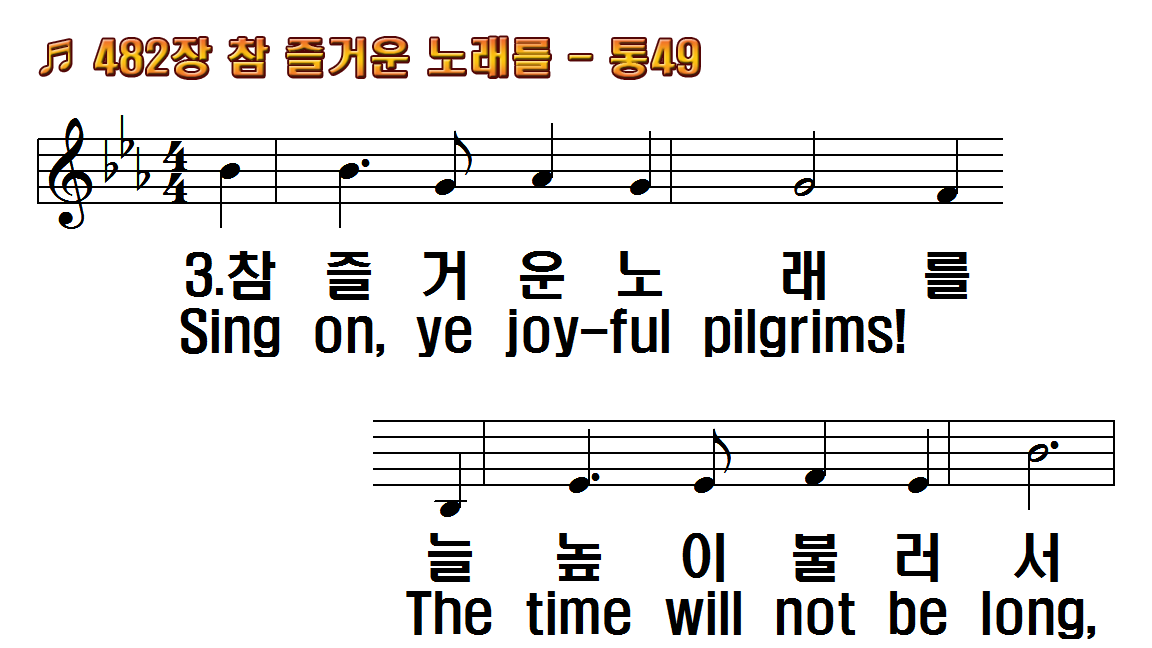 ♬ 482장 참 즐거운 노래를 - 통49
4
4
3.참 즐 거 운 노 래 를
Sing on, ye joy-ful pilgrims!
늘 높 이 불 러 서
The time will not be long,